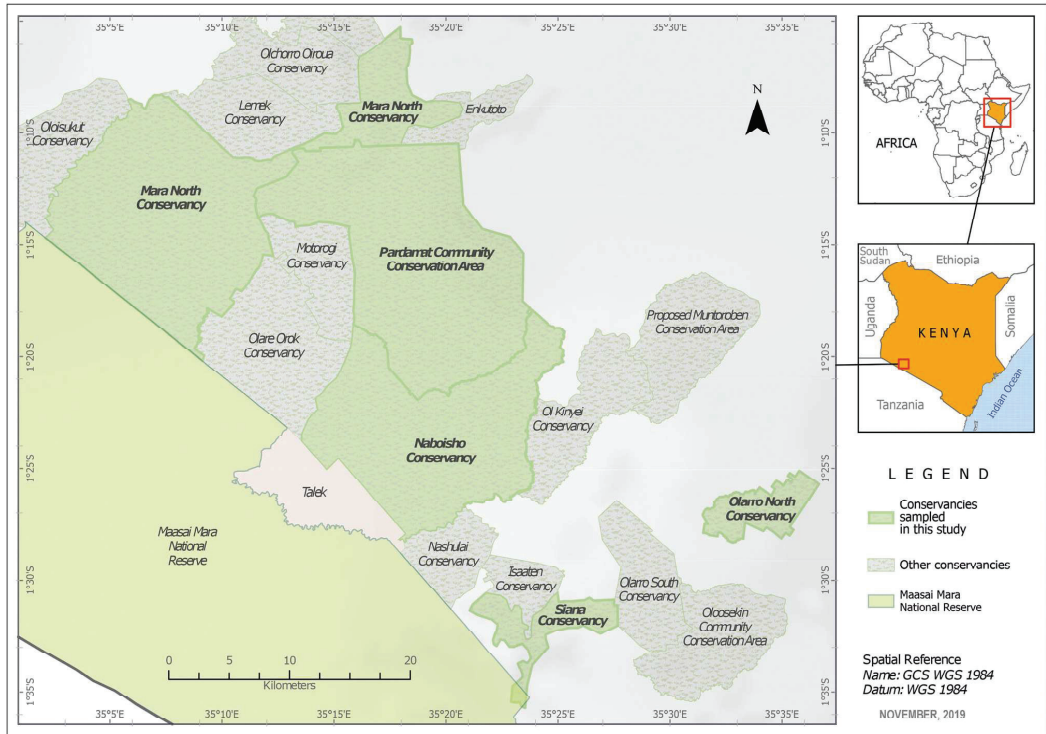 35°5'E 35°10'E 35°15'E 35°20'E 35°25'E 35°30'E 35°35'E
Olchorro Oiroua
Conservancy
Lemek
Conservancy
Mara North
Conservancy
Enkutoto
Oloisukut
Conservancy
N
1°10'S
1°10'S
Mara North
Conservancy
Motorogi
Conservancy
Pardamat Community
Conservation Area
1°15'S
1°15'S
Proposed Muntoroben
Conservation Area
Olare Orok
Conservancy
1°20'S
1°20'S
Ol Kinyei
Conservancy
Naboisho
Conservancy
1°25'S
1°25'S
Talek
Olarro North
Conservancy
Maasai Mara
National
Reserve
Nashulai
Conservancy
Isaaten
Conservancy
Olarro South
Conservancy
1°30'S
1°30'S
Siana
Conservancy
Oloosekin
Community
Conservation Area
0 5 10 20
Kilometers
1°35'S
1°35'S
35°5'E 35°10'E 35°15'E 35°20'E 35°25'E 35°30'E 35°35'E
AFRICA
South
Sudan
Ethiopia
Uganda
KENYA
Somalia
Tanzania
Indian Ocean
LEGEND
Conservancies
sampled
in this study
Other conservancies
Maasai Mara
National Reserve
Spatial Reference
Name: GCS WGS 1984
Datum: WGS 1984
NOVEMBER, 2019